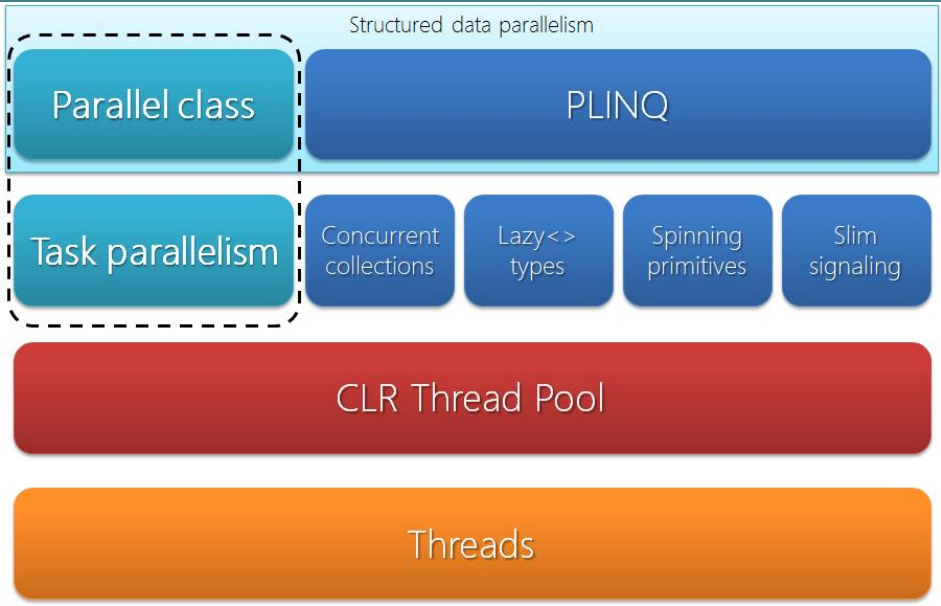 Structured data parallelism
Parallel class
PLINQ
Task parallelism
Concurrent
collections
Lazy<>
types
Spinning
primitives
Slim
signaling
CLR Thread Pool
Threads